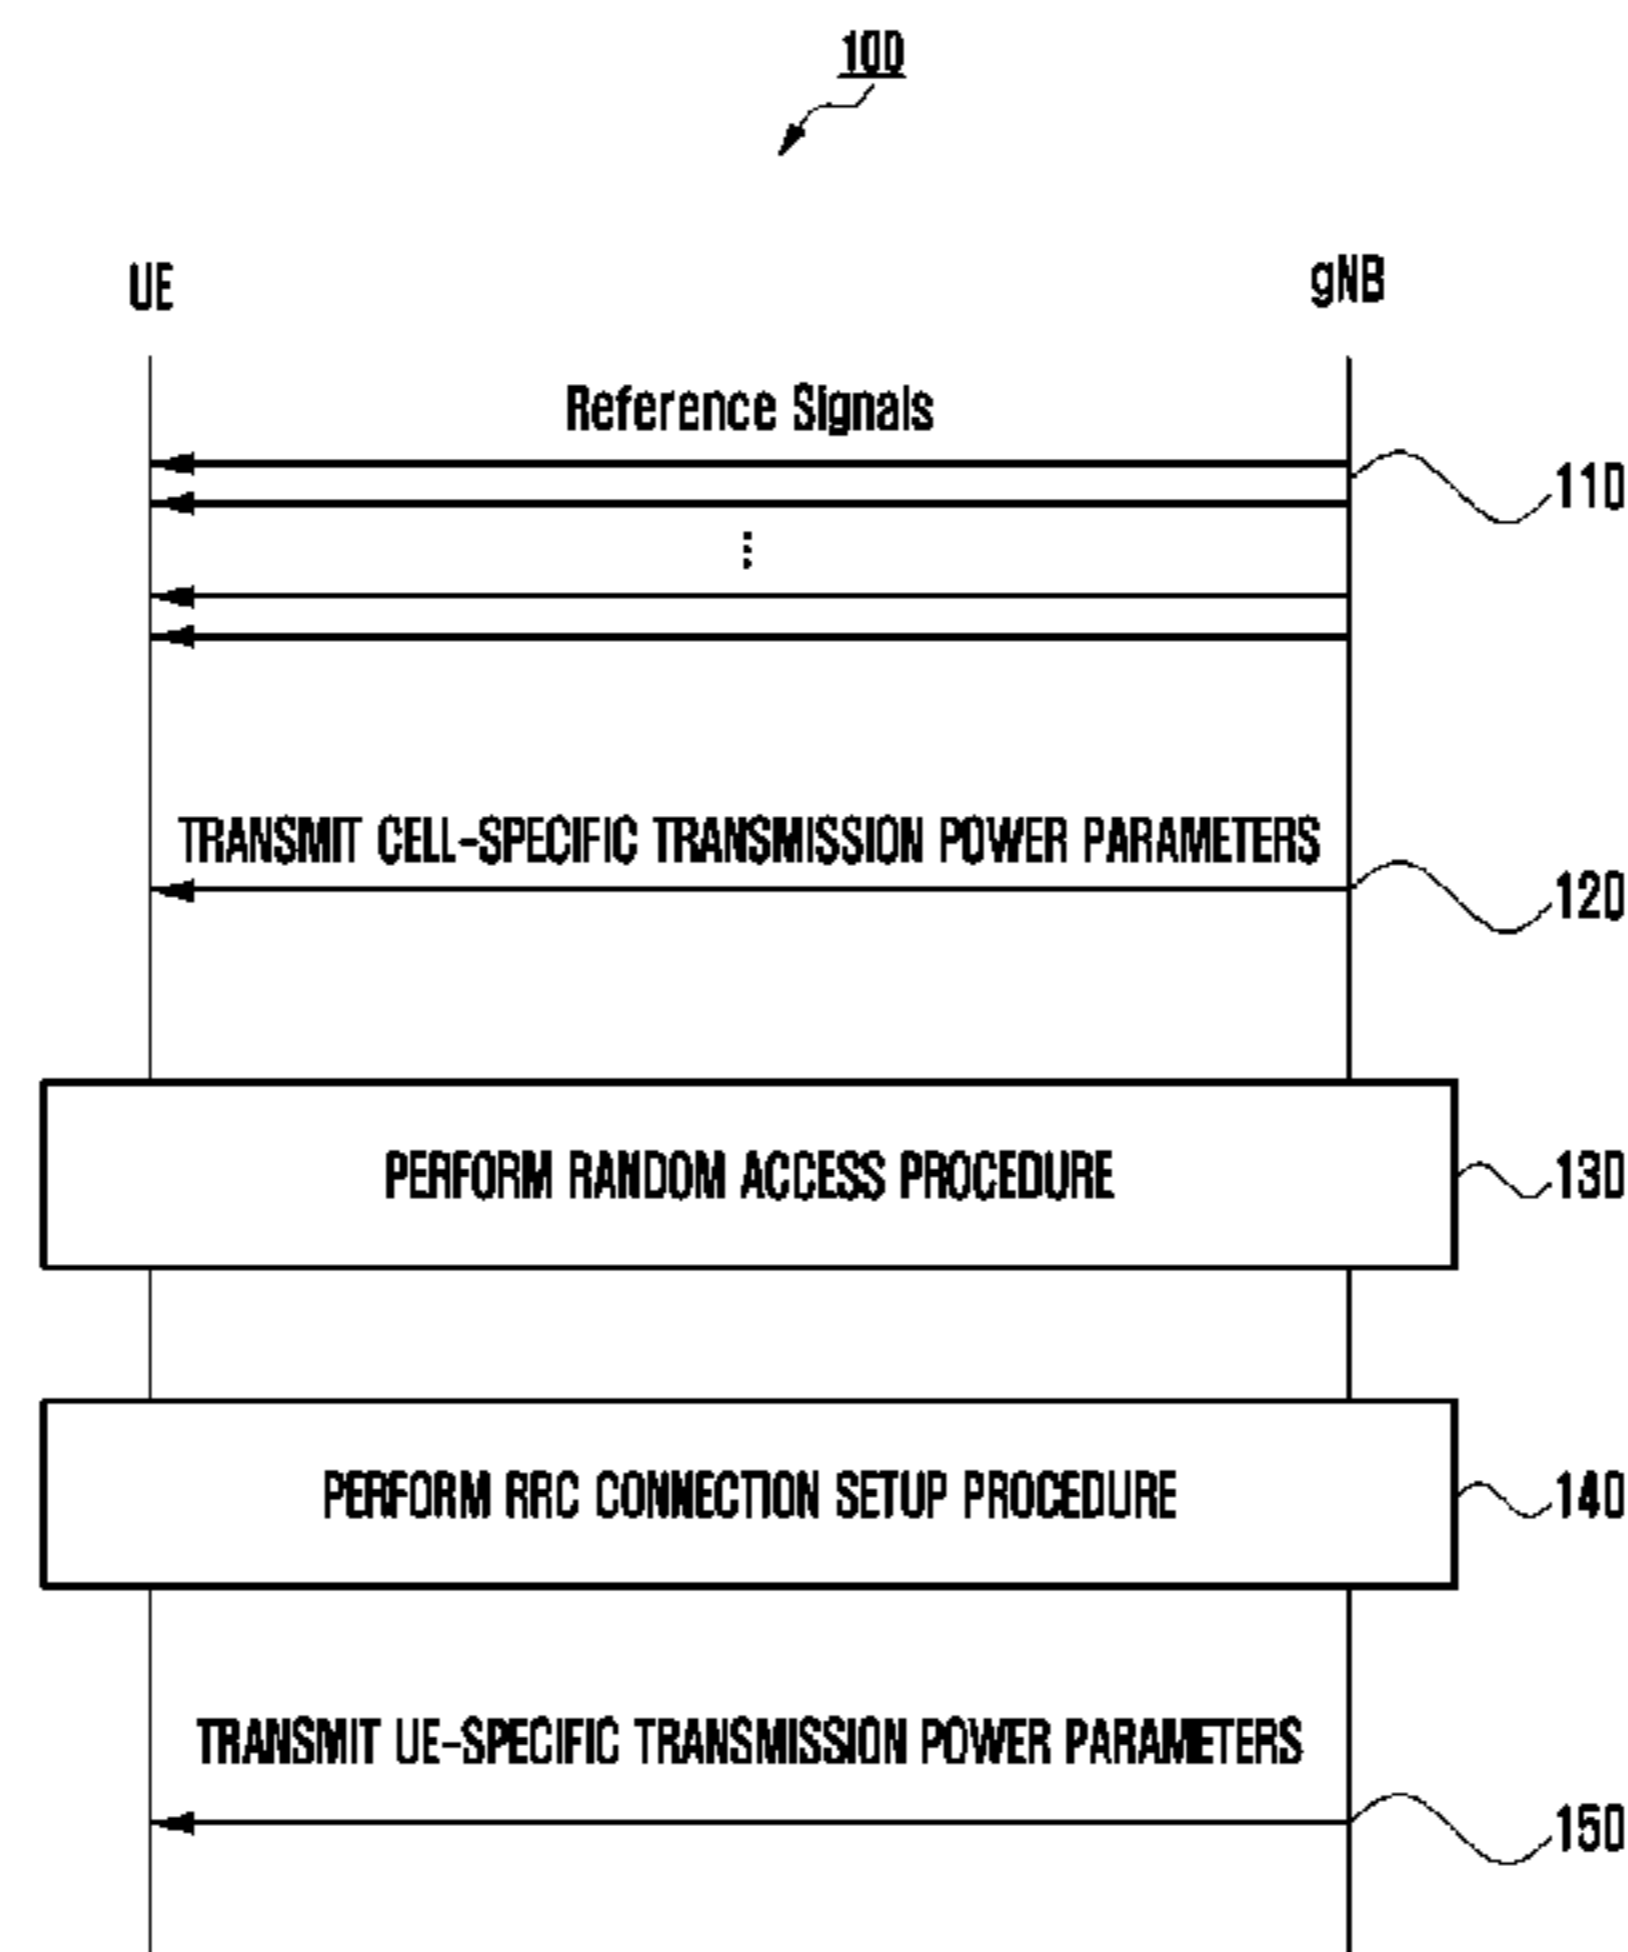 100
UE
gNB
Reference Signals
110
TRANSMIT CELL-SPECIFIC TRANSMISSION POWER PARAMETERS
120
PERFORM RANDOM ACCESS PROCEDURE
130
PERFORM RRC CONNECTION SETUP PROCEDURE
140
TRANSMIT UE-SPECIFIC TRANSMISSION POWER PARAMETERS
150